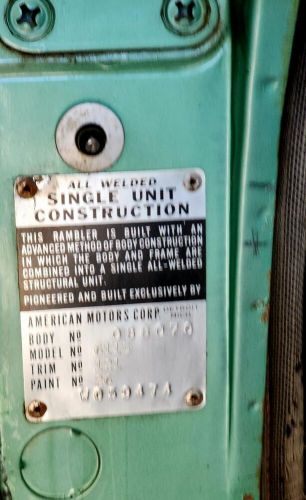 ALL WELDED
SINGLE UNIT
CONSTRUCTION
THIS RAMBLER IS BUILT WITH AN
ADVANCED METHOD OF BODY CONSTRUCTION
IN WHICH THE BODY AND FRAME ARE
COMBINED INTO A SINGLE ALL-WELDED
STRUCTURAL UNIT.
PIONEERED AND BUILT EXCLUSIVELY BY
AMERICAN MOTORS CORP
BODY Nº
MODEL Nº
TRIM Nº
PAINT Nº